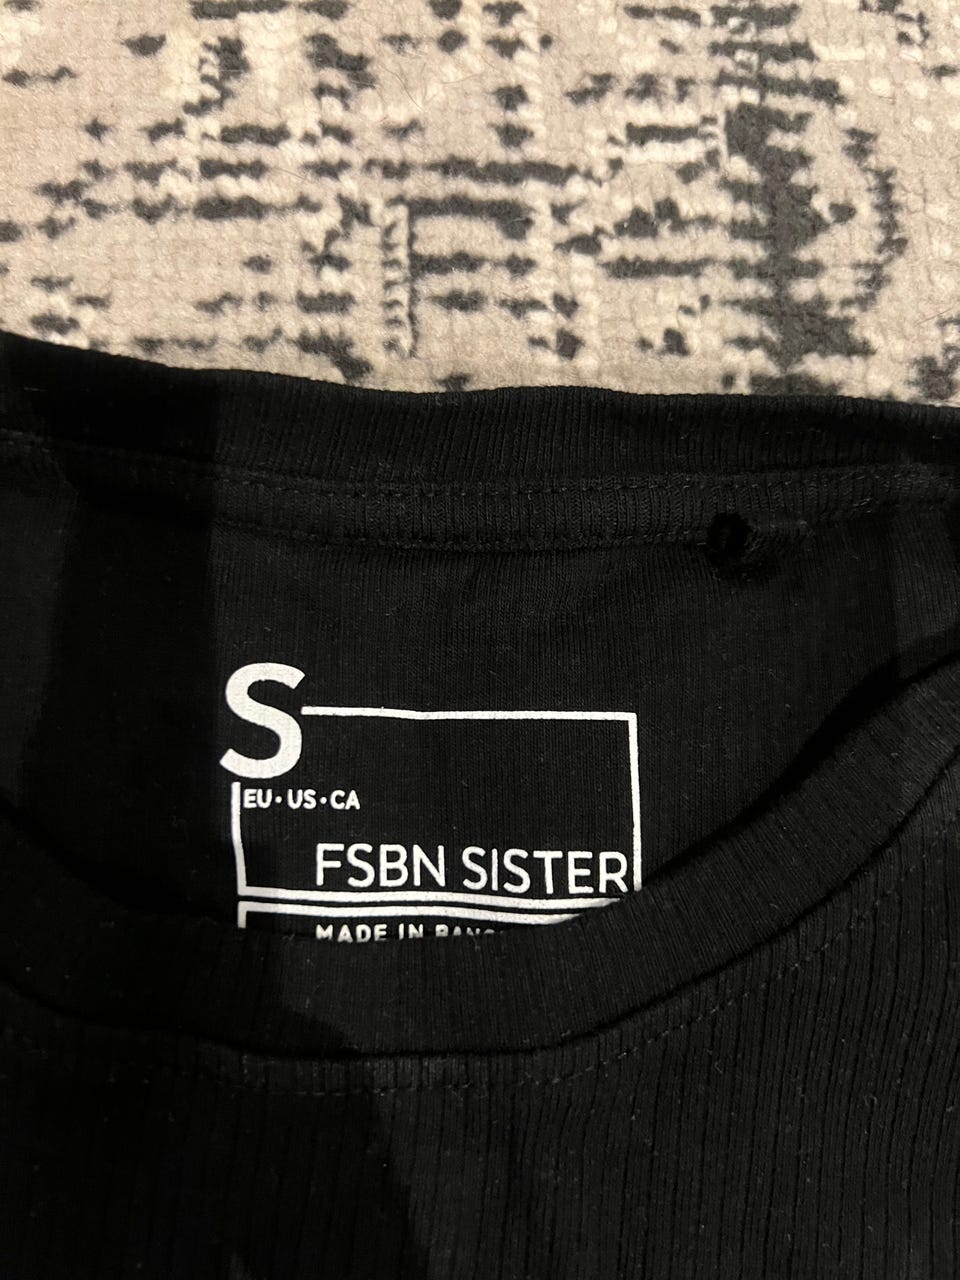 S
EU·US·CA
FSBN SISTER
MADE IN